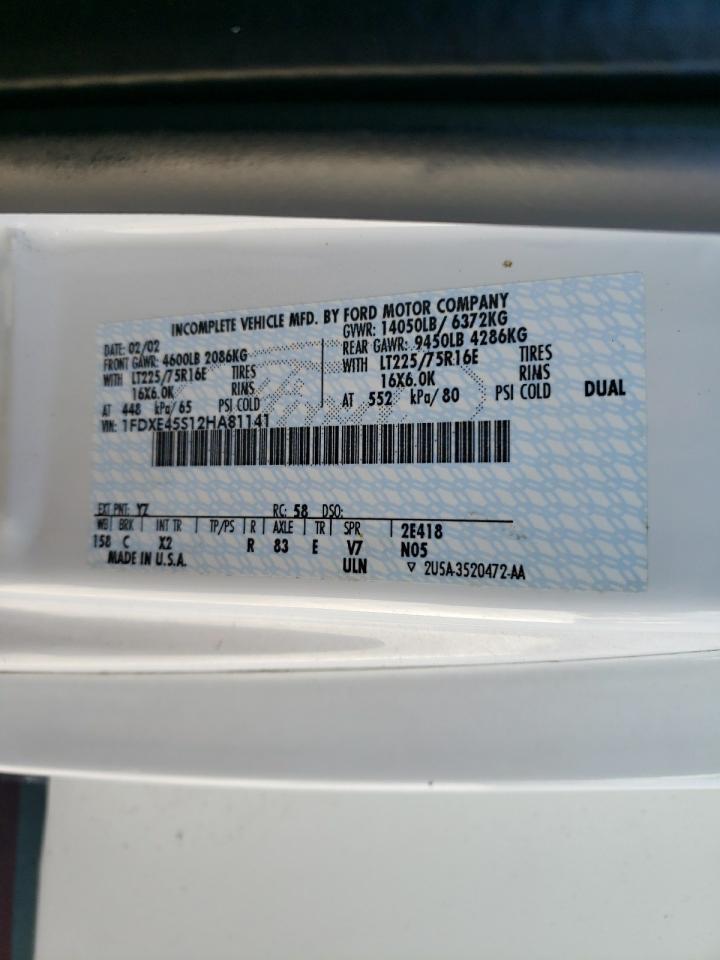 INCOMPLETE VEHICLE MFD. BY FORD MOTOR COMPANY
DATE: 02/02 GVWR: 14050LB/ 6372KG
FRONT GAWR: 4600LB 2086KG REAR GAWR: 9450LB 4286KG
WITH LT225/75R16E TIRES WITH LT225/75R16E TIRES
16X6.0K RIMS 16X6.0K RIMS
AT 448 kPa/65 PSI COLD AT 552 kPa/80 PSI COLD DUAL
VIN: 1FDXE45S12HA81141
EXT PNT: YZ RC: 58 DSO:
WB BRK INT TR TP/PS R AXLE TR SPR 2E418
158 C X2 R 83 E V7 N05
MADE IN U.S.A. ULN ▽ 2U5A-3520472-AA